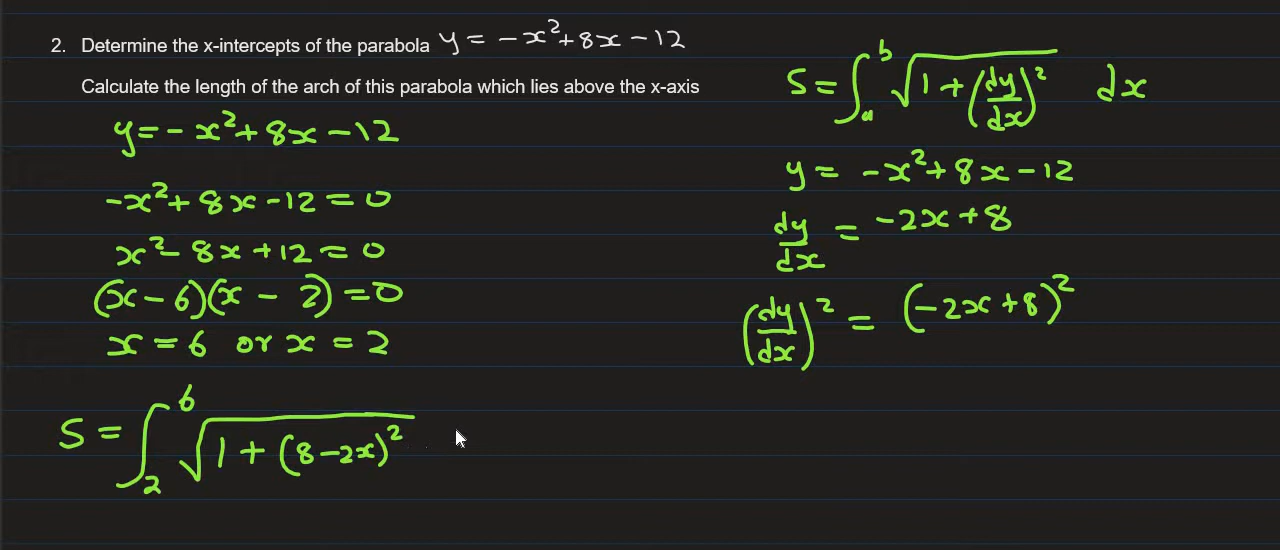 2. Determine the x-intercepts of the parabola y = -x²+8x-12
Calculate the length of the arch of this parabola which lies above the x-axis
y = -x²+8x-12
-x²+8x-12=0
x²-8x+12=0
(x-6)(x-2)=0
x=6 or x=2
S=∫₂⁶ √(1+(8-2x)²)
S=∫ₐᵇ √(1+(dy/dx)²) dx
y = -x²+8x-12
dy/dx = -2x+8
(dy/dx)² = (-2x+8)²